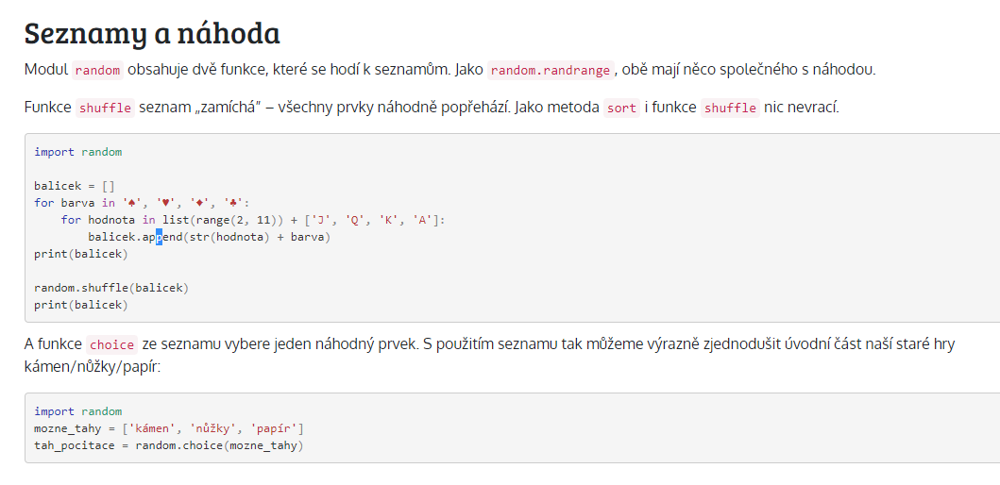 Seznamy a náhoda
Modul random obsahuje dvě funkce, které se hodí k seznamům. Jako random.randrange, obě mají něco společného s náhodou.
Funkce shuffle seznam „zamíchá” – všechny prvky náhodně popřehází. Jako metoda sort i funkce shuffle nic nevrací.
import random
balicek = []
for barva in '♠', '♥', '♦', '♣':
    for hodnota in list(range(2, 11)) + ['J', 'Q', 'K', 'A']:
        balicek.append(str(hodnota) + barva)
print(balicek)
random.shuffle(balicek)
print(balicek)
A funkce choice ze seznamu vybere jeden náhodný prvek. S použitím seznamu tak můžeme výrazně zjednodušit úvodní část naší staré hry
kámen/nůžky/papír:
import random
mozne_tahy = ['kámen', 'nůžky', 'papír']
tah_pocitace = random.choice(mozne_tahy)